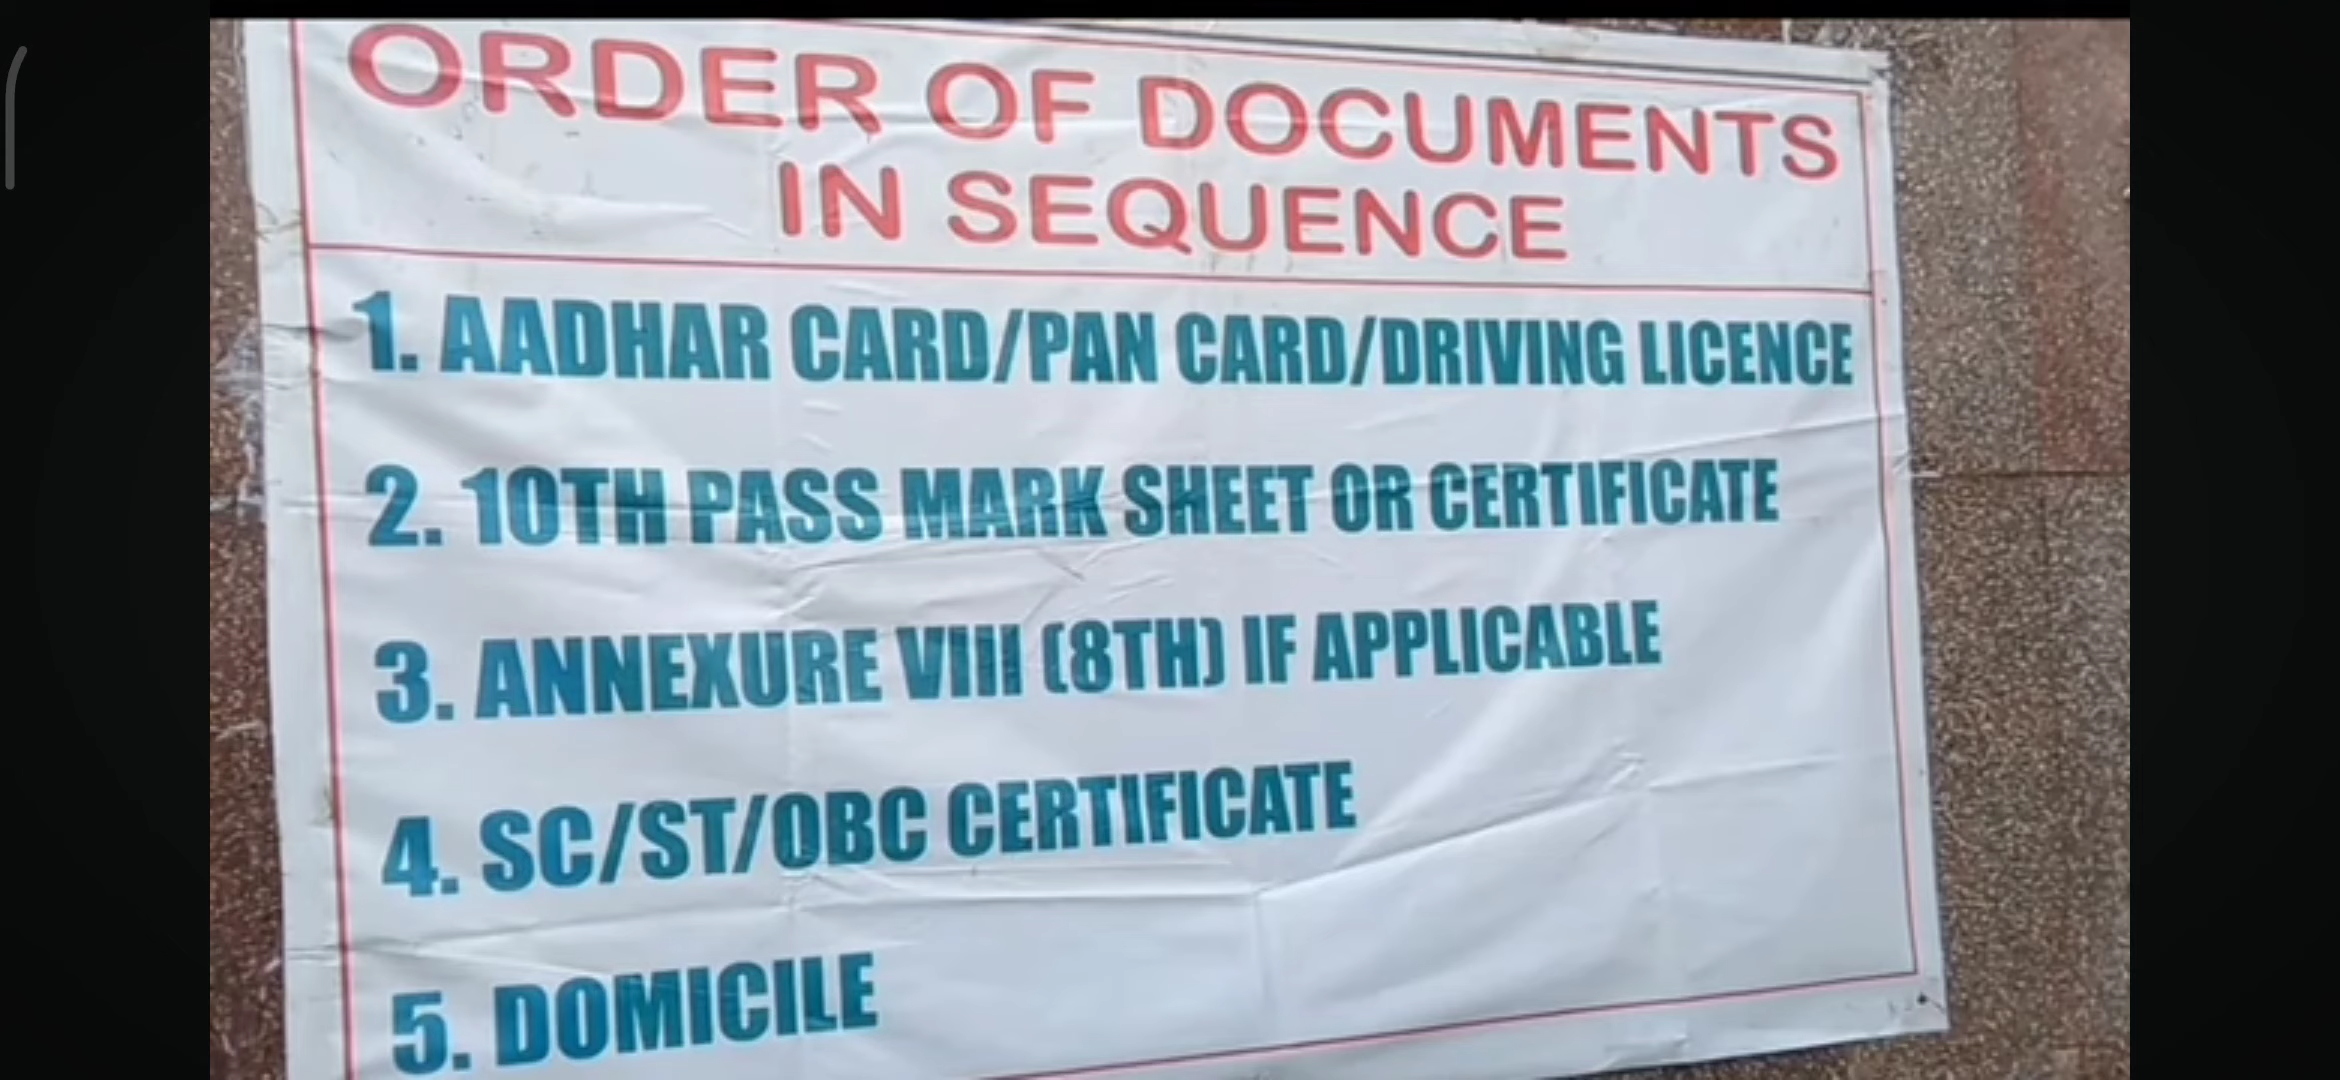 ORDER OF DOCUMENTS
IN SEQUENCE
1. AADHAR CARD/PAN CARD/DRIVING LICENCE
2. 10TH PASS MARK SHEET OR CERTIFICATE
3. ANNEXURE VIII (8TH) IF APPLICABLE
4. SC/ST/OBC CERTIFICATE
5. DOMICILE